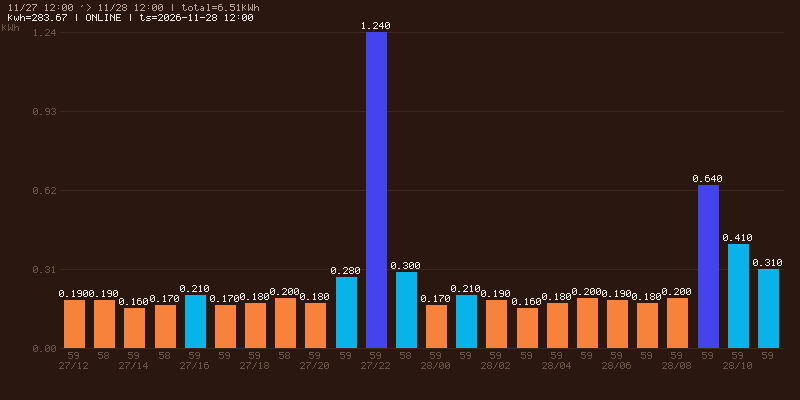 11/27 12:00 -> 11/28 12:00 | total=6.51kWh
Kwh=283.67 | ONLINE | ts=2026-11-28 12:00
kWh
1.24
0.93
0.62
0.31
0.00
0.190 0.190 0.160 0.170 0.210 0.170 0.180 0.200 0.180 0.280 1.240 0.300 0.170 0.210 0.190 0.160 0.180 0.200 0.190 0.180 0.200 0.640 0.410 0.310
59 58 59 58 59 59 59 58 59 59 59 58 59 59 59 59 59 59 59 59 59 59 59 59
27/12 27/14 27/16 27/18 27/20 27/22 28/00 28/02 28/04 28/06 28/08 28/10